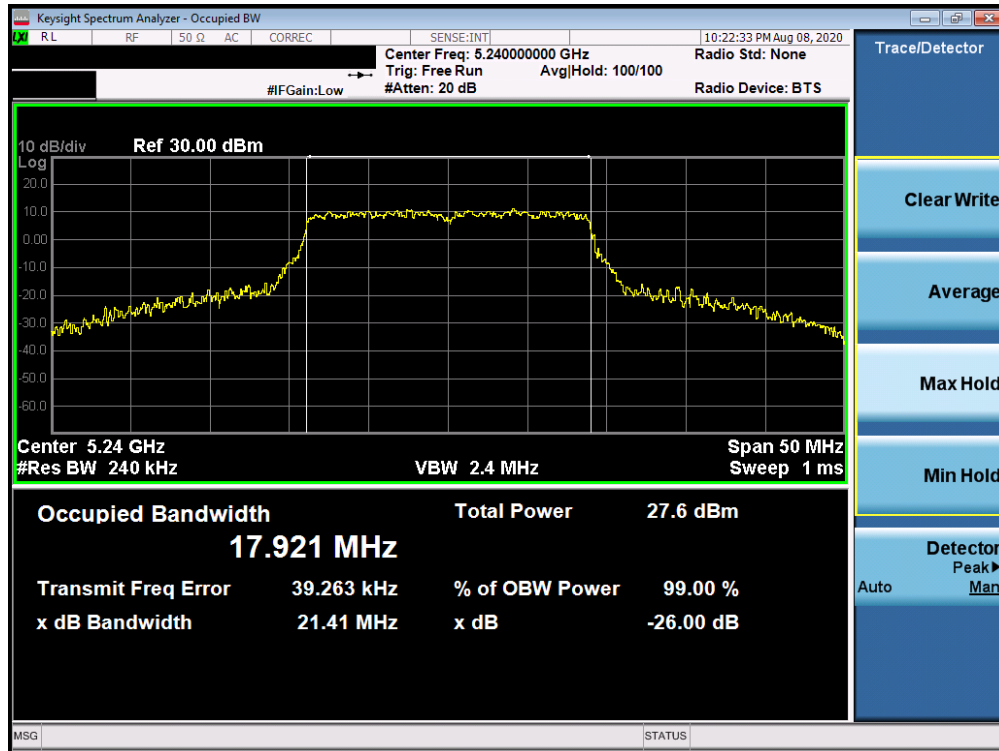 Keysight Spectrum Analyzer - Occupied BW
LXI RL RF 50 Ω AC CORREC SENSE:INT 10:22:33 PM Aug 08, 2020
Center Freq: 5.240000000 GHz Radio Std: None
Trig: Free Run Avg|Hold: 100/100
#IFGain:Low #Atten: 20 dB Radio Device: BTS
10 dB/div Ref 30.00 dBm
Log
20.0
10.0
0.00
-10.0
-20.0
-30.0
-40.0
-50.0
-60.0
Center 5.24 GHz Span 50 MHz
#Res BW 240 kHz VBW 2.4 MHz Sweep 1 ms
Occupied Bandwidth Total Power 27.6 dBm
17.921 MHz
Transmit Freq Error 39.263 kHz % of OBW Power 99.00 %
x dB Bandwidth 21.41 MHz x dB -26.00 dB
MSG STATUS
Trace/Detector
Clear Write
Average
Max Hold
Min Hold
Detector
Peak▶
Auto Man